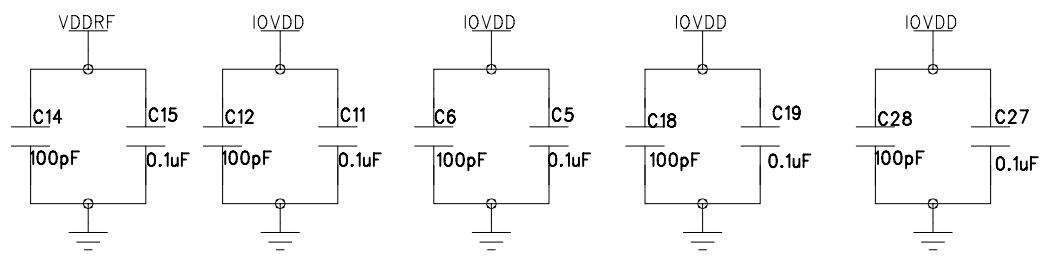 VDDRF IOVDD IOVDD IOVDD IOVDD
C14 C15 C12 C11 C6 C5 C18 C19 C28 C27
100pF 0.1uF 100pF 0.1uF 100pF 0.1uF 100pF 0.1uF 100pF 0.1uF